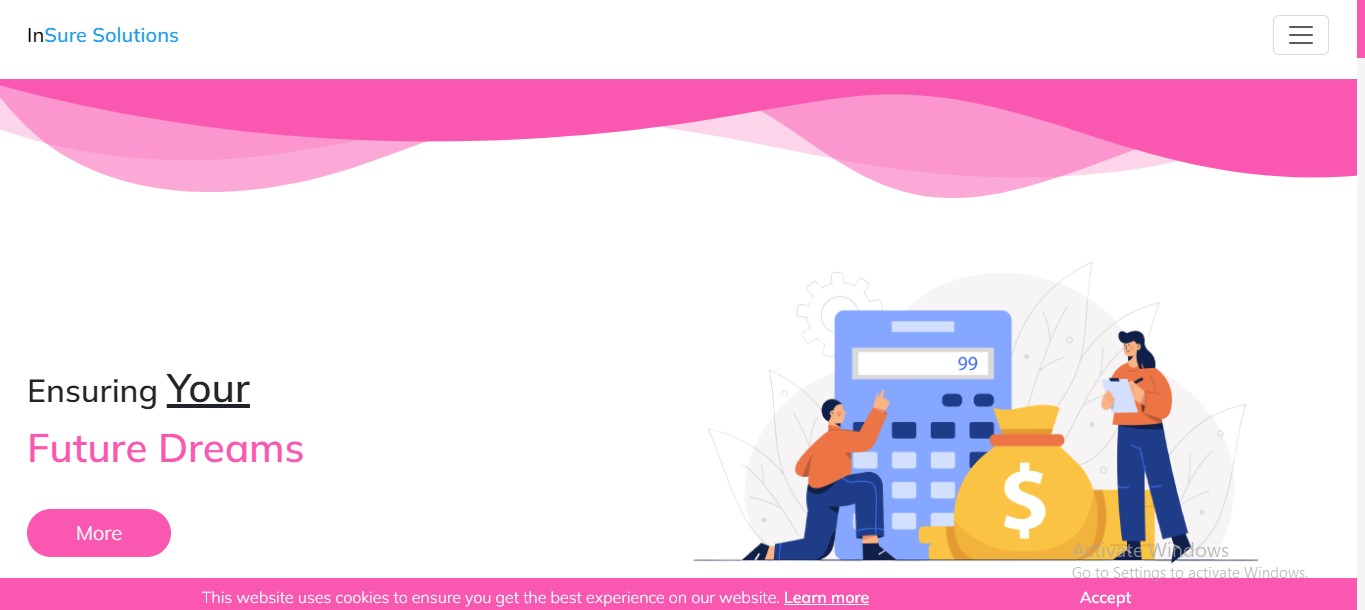 InSure Solutions
99
Ensuring Your
Future Dreams
$
More
Activate Windows
Go to Settings to activate Windows.
This website uses cookies to ensure you get the best experience on our website. Learn more
Accept